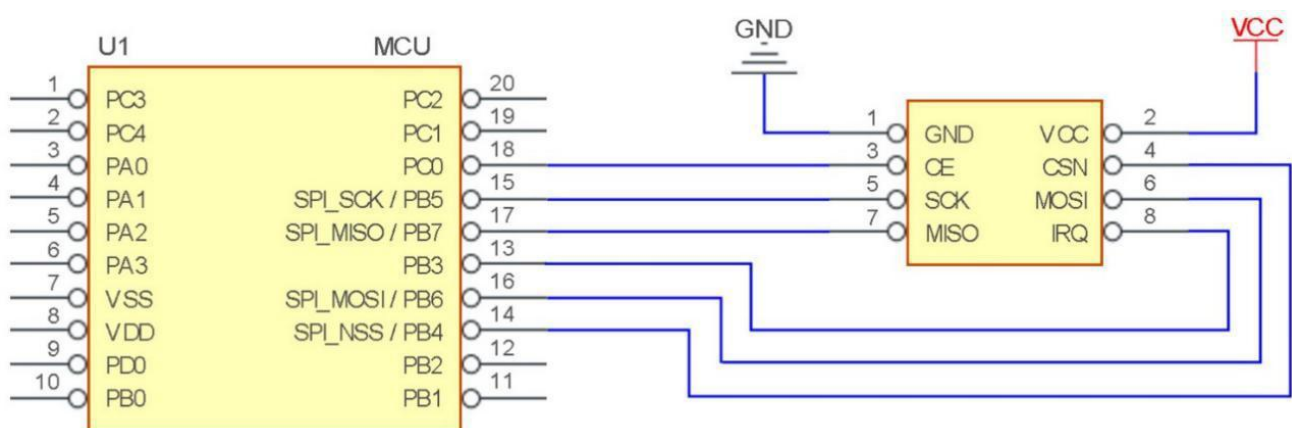 U1 MCU
GND
VCC
1 PC3 PC2 20
2 PC4 PC1 19
3 PA0 PC0 18
4 PA1 SPI_SCK / PB5 15
5 PA2 SPI_MISO / PB7 17
6 PA3 PB3 13
7 VSS SPI_MOSI / PB6 16
8 VDD SPI_NSS / PB4 14
9 PD0 PB2 12
10 PB0 PB1 11
1 GND VCC 2
3 CE CSN 4
5 SCK MOSI 6
7 MISO IRQ 8